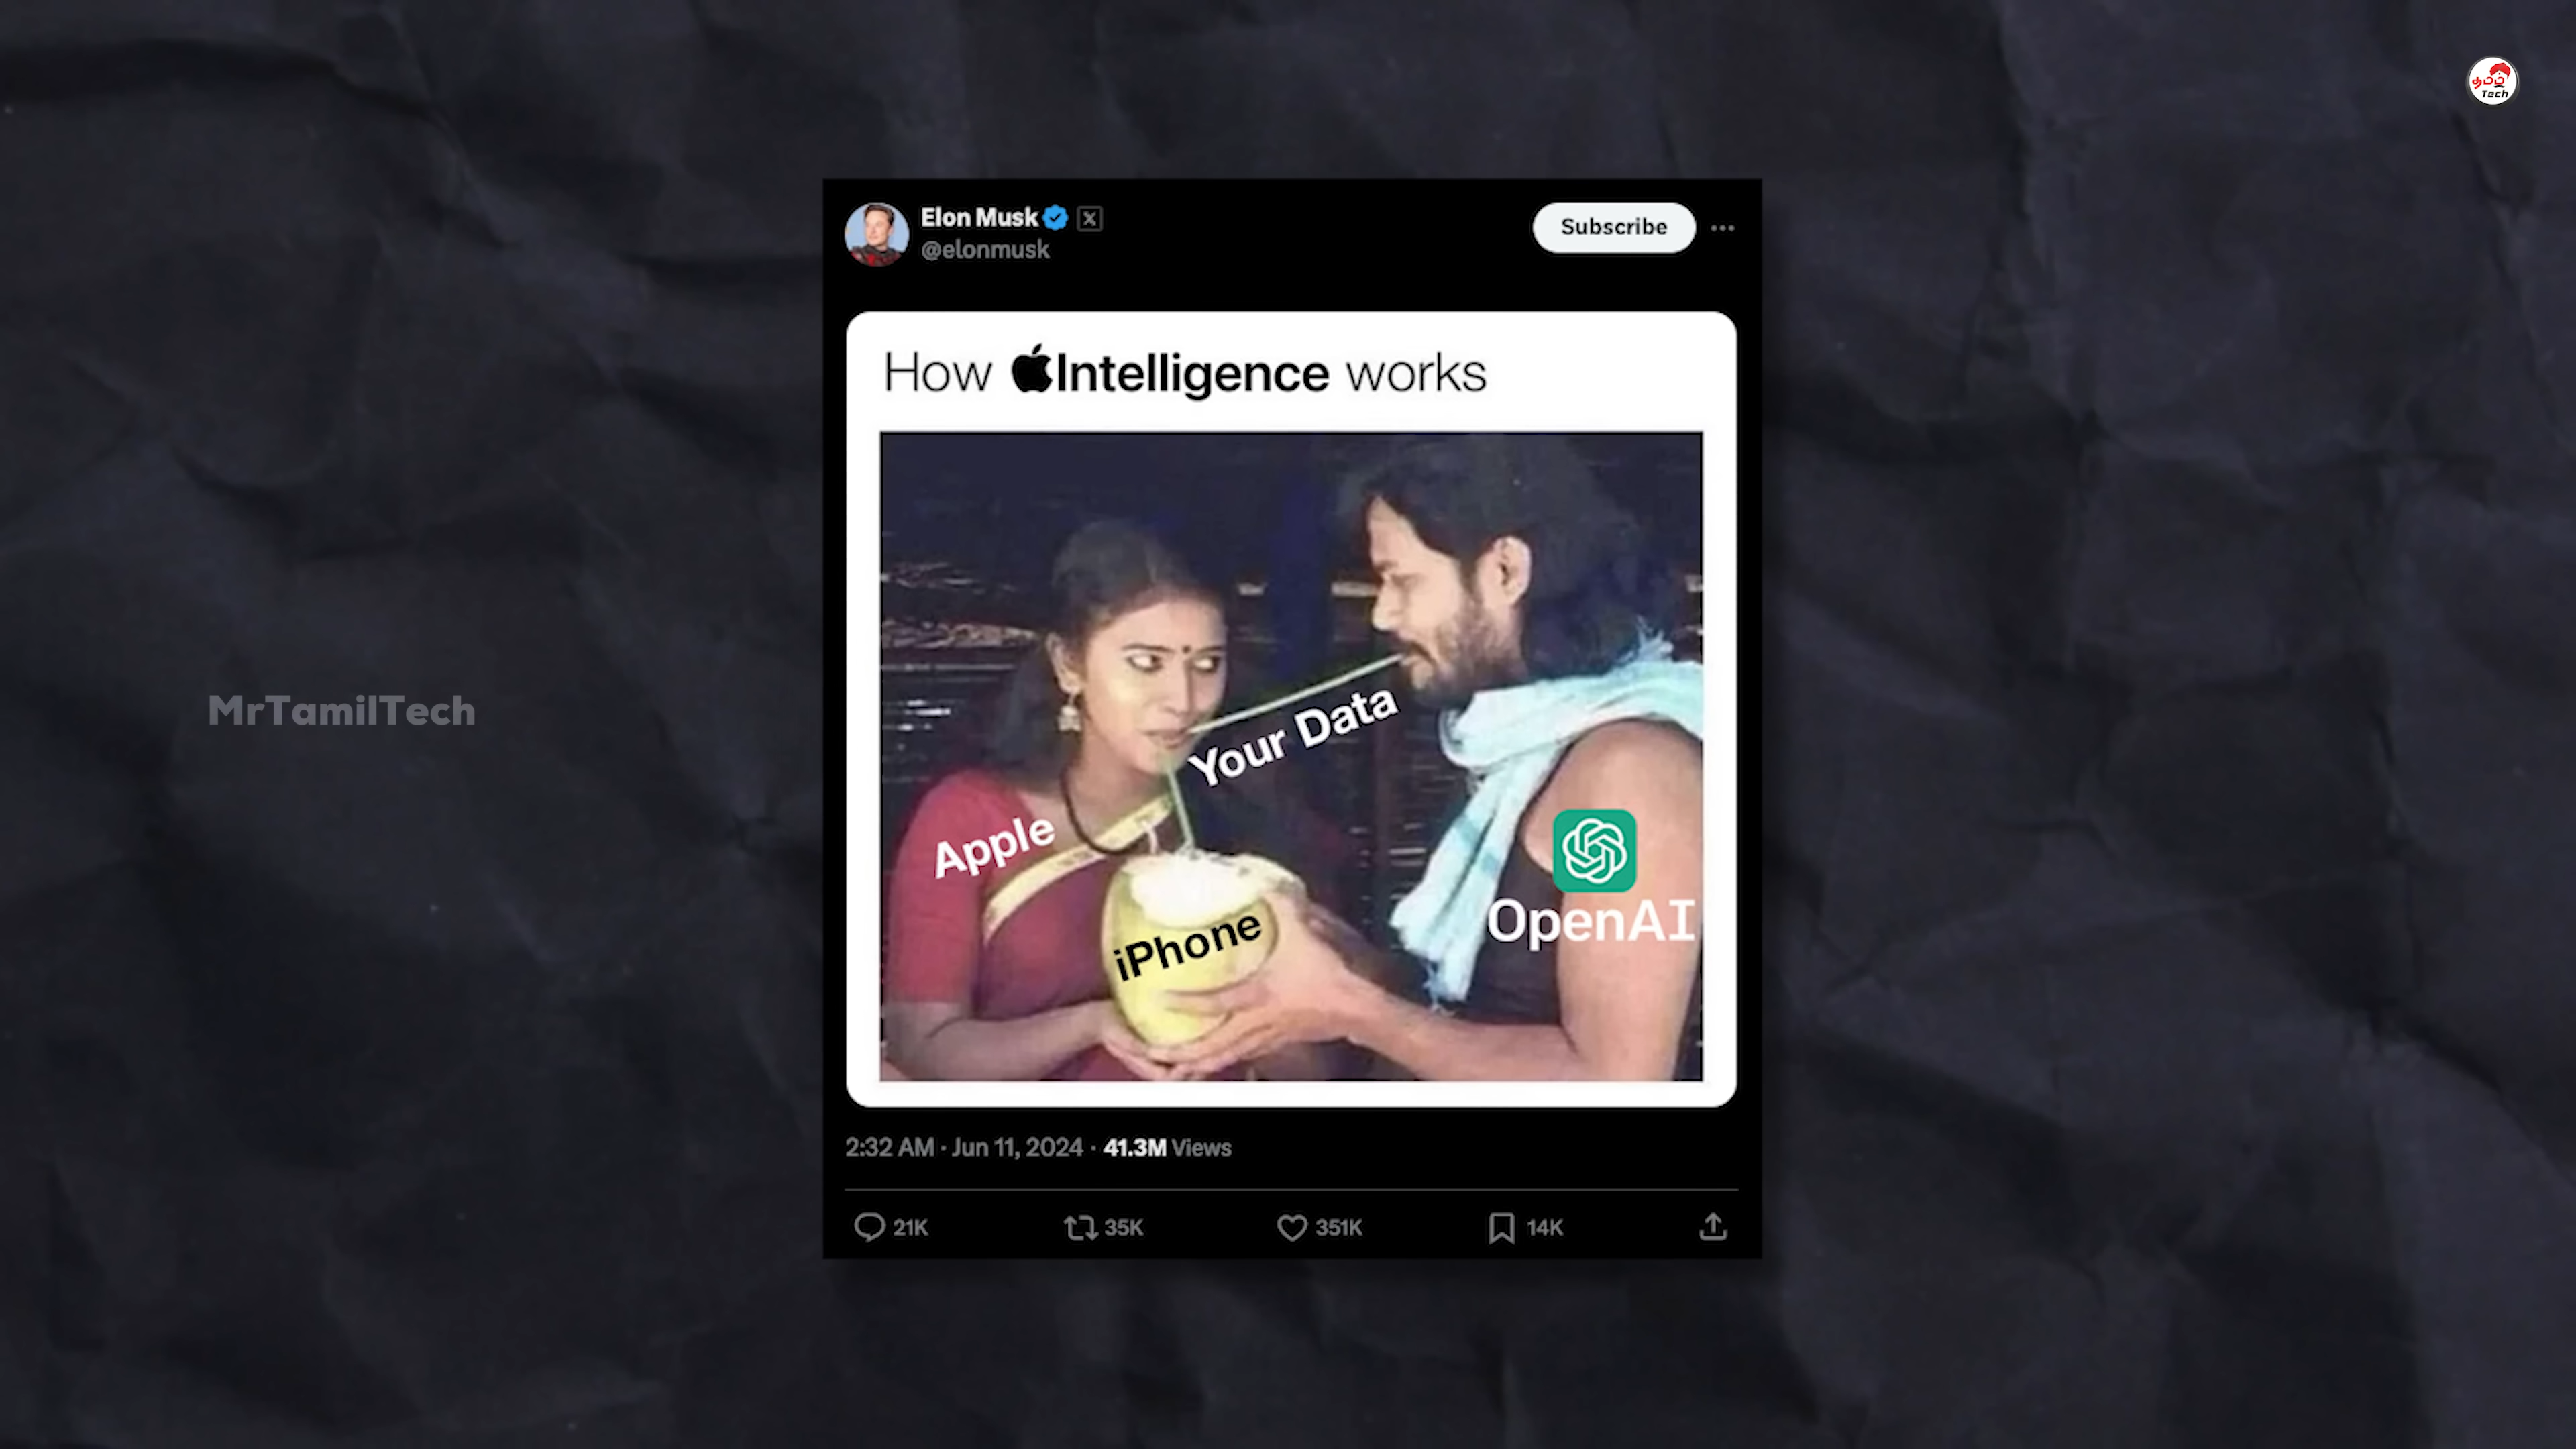 தமிழ்
Tech
Elon Musk
@elonmusk
Subscribe
How Intelligence works
Your Data
Apple
iPhone
OpenAI
MrTamilTech
2:32 AM · Jun 11, 2024 · 41.3M Views
21K 35K 351K 14K